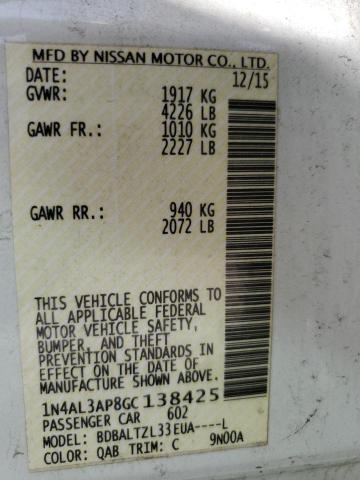 MFD BY NISSAN MOTOR CO., LTD.
DATE: 12/15
GVWR: 1917 KG
4226 LB
GAWR FR.: 1010 KG
2227 LB
GAWR RR.: 940 KG
2072 LB
THIS VEHICLE CONFORMS TO
ALL APPLICABLE FEDERAL
MOTOR VEHICLE SAFETY,
BUMPER, AND THEFT
PREVENTION STANDARDS IN
EFFECT ON THE DATE OF
MANUFACTURE SHOWN ABOVE.
1N4AL3AP8GC138425
PASSENGER CAR 602
MODEL: BDBALTZL33EUA----L
COLOR: QAB TRIM: C 9N00A